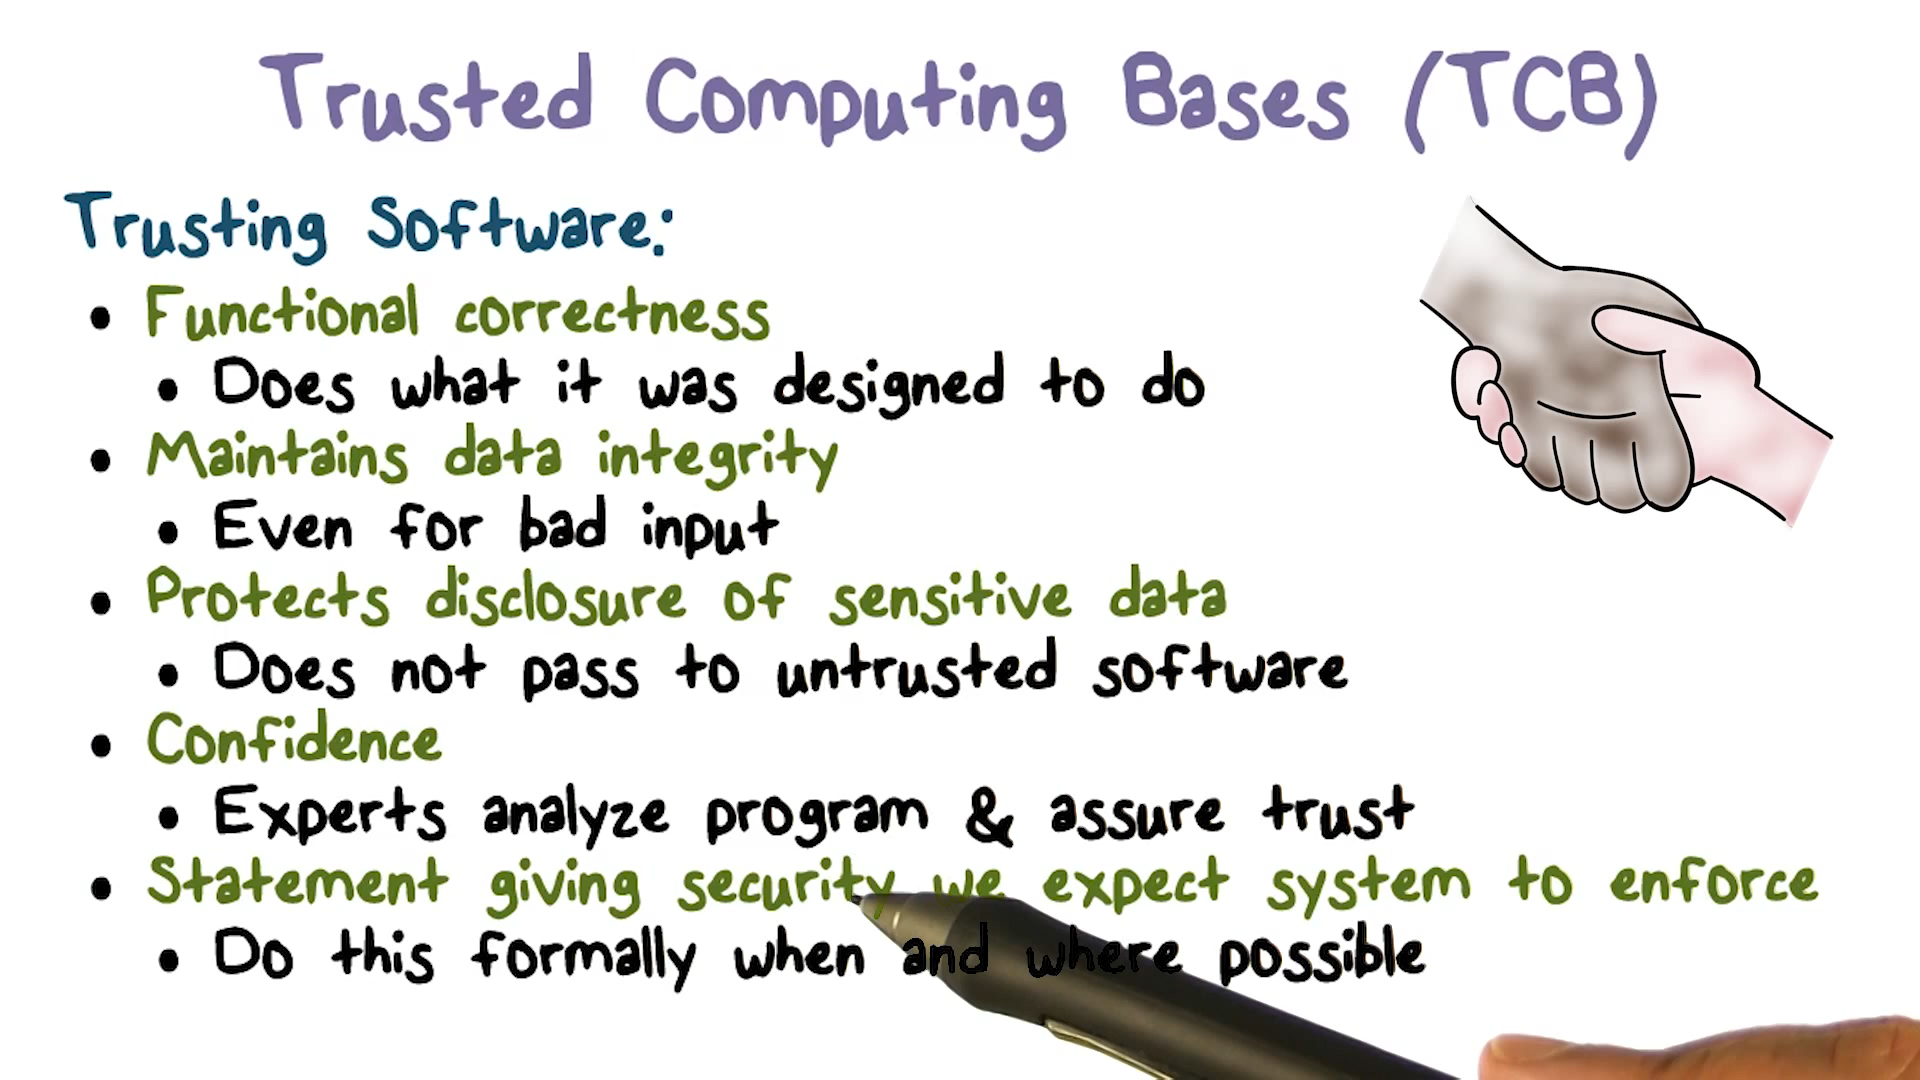 Trusted Computing Bases (TCB)
Trusting Software:
• Functional correctness
• Does what it was designed to do
• Maintains data integrity
• Even for bad input
• Protects disclosure of sensitive data
• Does not pass to untrusted software
• Confidence
• Experts analyze program & assure trust
• Statement giving security we expect system to enforce
• Do this formally when and where possible